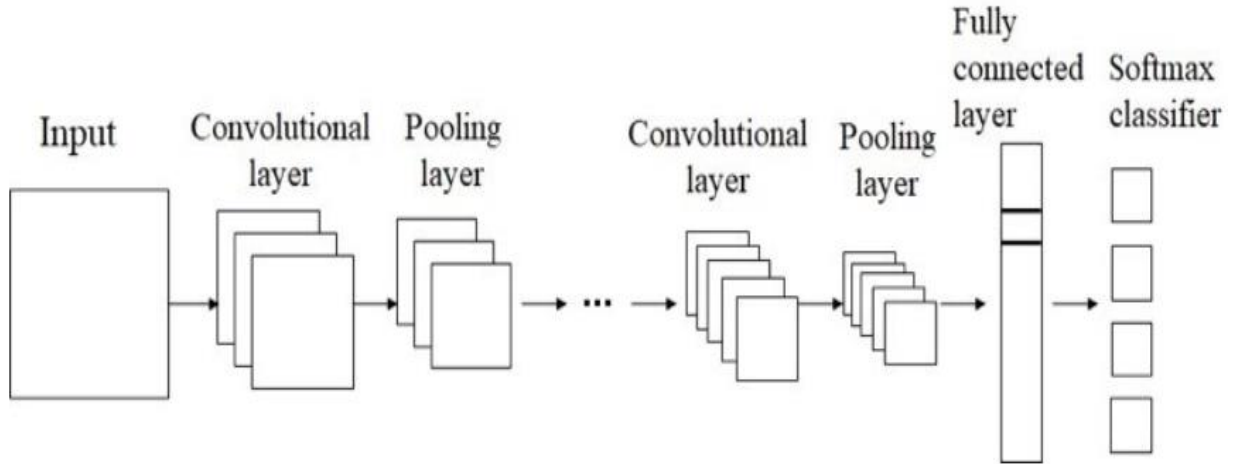 Input
Convolutional
layer
Pooling
layer
...
Convolutional
layer
Pooling
layer
Fully
connected
layer
Softmax
classifier